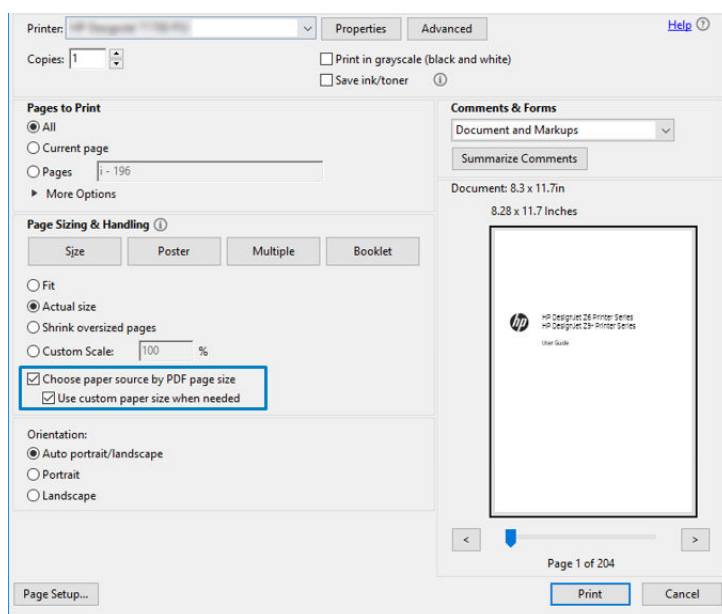 Printer:
Properties
Advanced
Help
Copies: 1
Print in grayscale (black and white)
Save ink/toner
Pages to Print
All
Current page
Pages i - 196
More Options
Comments & Forms
Document and Markups
Summarize Comments
Page Sizing & Handling
Size Poster Multiple Booklet
Fit
Actual size
Shrink oversized pages
Custom Scale: 100 %
Choose paper source by PDF page size
Use custom paper size when needed
Orientation:
Auto portrait/landscape
Portrait
Landscape
Document: 8.3 x 11.7in
8.28 x 11.7 Inches
hp
HP DesignJet Z6 Printer Series
HP DesignJet Z9+ Printer Series
User Guide
< >
Page 1 of 204
Page Setup...
Print
Cancel